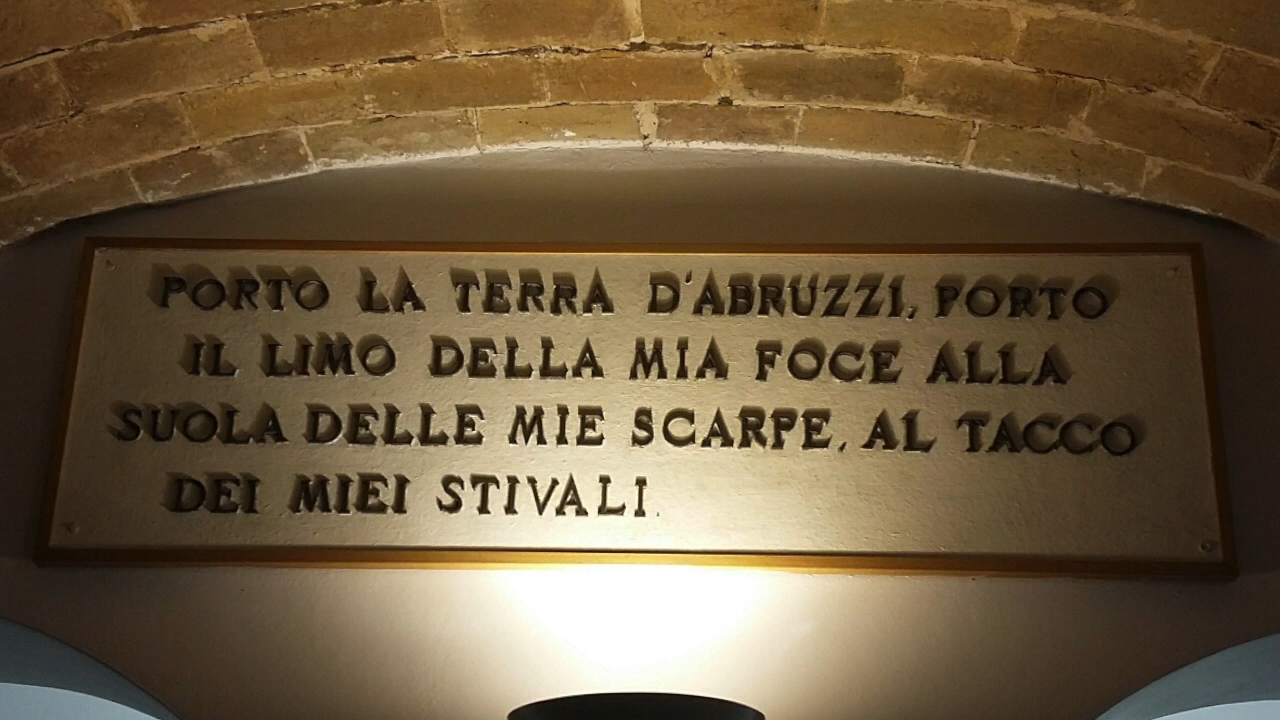 PORTO LA TERRA D'ABRUZZI, PORTO
IL LIMO DELLA MIA FOCE ALLA
SUOLA DELLE MIE SCARPE, AL TACCO
DEI MIEI STIVALI.